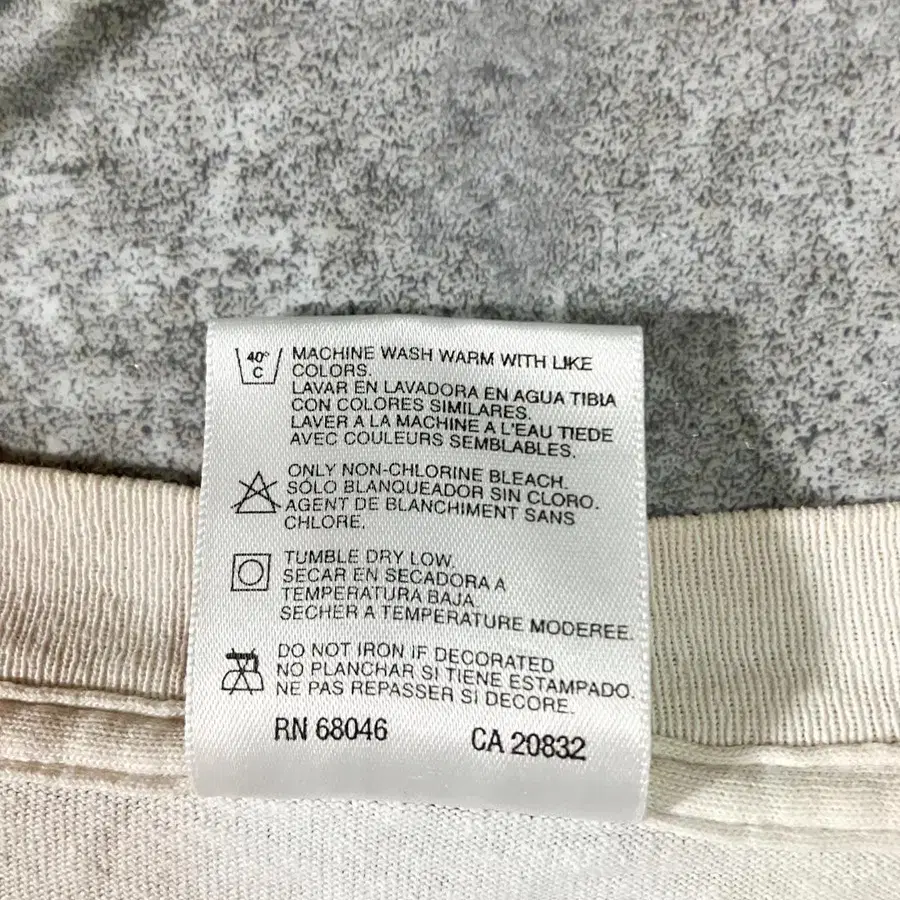 40°
C
MACHINE WASH WARM WITH LIKE
COLORS.
LAVAR EN LAVADORA EN AGUA TIBIA
CON COLORES SIMILARES.
LAVER A LA MACHINE A L'EAU TIEDE
AVEC COULEURS SEMBLABLES.
ONLY NON-CHLORINE BLEACH.
SÓLO BLANQUEADOR SIN CLORO.
AGENT DE BLANCHIMENT SANS
CHLORE.
TUMBLE DRY LOW.
SECAR EN SECADORA A
TEMPERATURA BAJA.
SECHER A TEMPERATURE MODEREE.
DO NOT IRON IF DECORATED
NO PLANCHAR SI TIENE ESTAMPADO.
NE PAS REPASSER SI DECORE.
RN 68046 CA 20832